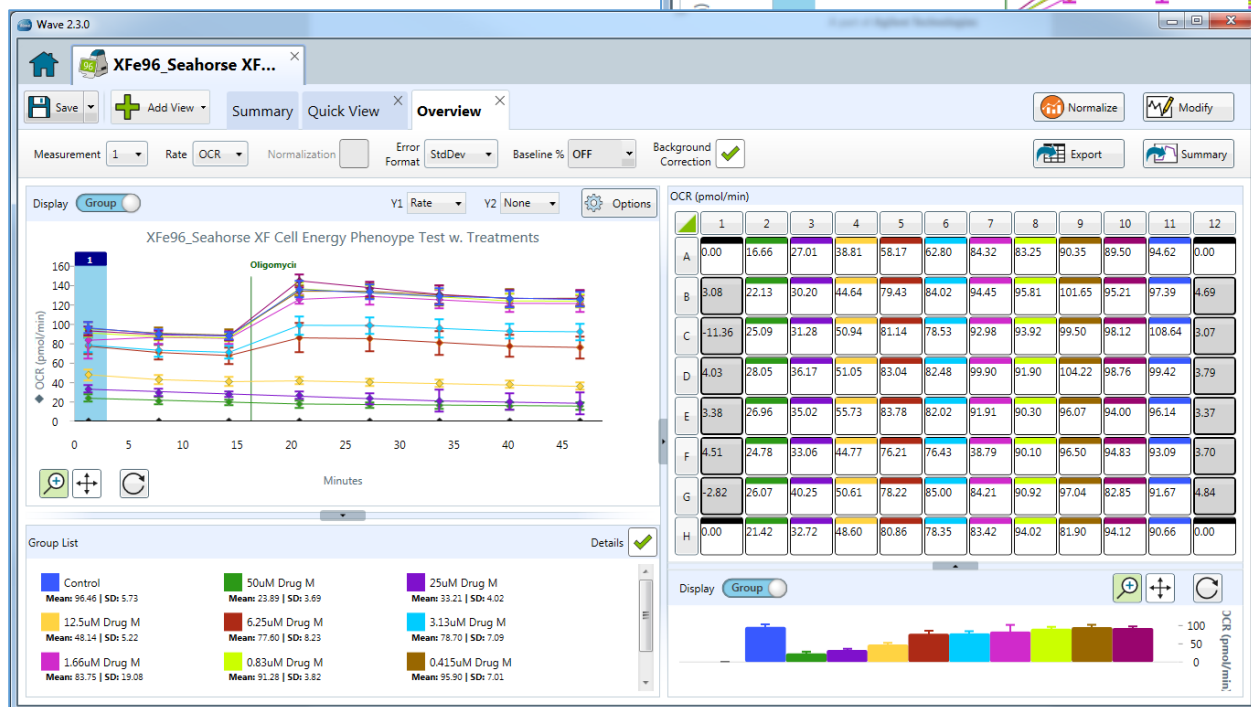 A part of Agilent Technologies
Wave 2.3.0
96 XFe96_Seahorse XF...
Save Add View Summary Quick View Overview Normalize Modify
Measurement 1 Rate OCR Normalization Error Format StdDev Baseline % OFF Background Correction Export Summary
Display Group Y1 Rate Y2 None Options
XFe96_Seahorse XF Cell Energy Phenoype Test w. Treatments
1
Oligomycin
OCR (pmol/min)
160
140
120
100
80
60
40
20
0
0 5 10 15 20 25 30 35 40 45
Minutes
Group List Details
Control 50uM Drug M 25uM Drug M
Mean: 96.46 | SD: 5.73 Mean: 23.89 | SD: 3.69 Mean: 33.21 | SD: 4.02
12.5uM Drug M 6.25uM Drug M 3.13uM Drug M
Mean: 48.14 | SD: 5.22 Mean: 77.60 | SD: 8.23 Mean: 78.70 | SD: 7.09
1.66uM Drug M 0.83uM Drug M 0.415uM Drug M
Mean: 83.75 | SD: 19.08 Mean: 91.28 | SD: 3.82 Mean: 95.90 | SD: 7.01
OCR (pmol/min)
1 2 3 4 5 6 7 8 9 10 11 12
A 0.00 16.66 27.01 38.81 58.17 62.80 84.32 83.25 90.35 89.50 94.62 0.00
B 3.08 22.13 30.20 44.64 79.43 84.02 94.45 95.81 101.65 95.21 97.39 4.69
C -11.36 25.09 31.28 50.94 81.14 78.53 92.98 93.92 99.50 98.12 108.64 3.07
D 4.03 28.05 36.17 51.05 83.04 82.48 99.90 91.90 104.22 98.76 99.42 3.79
E 3.38 26.96 35.02 55.73 83.78 82.02 91.91 90.30 96.07 94.00 96.14 3.37
F 4.51 24.78 33.06 44.77 76.21 76.43 38.79 90.10 96.50 94.83 93.09 3.70
G -2.82 26.07 40.25 50.61 78.22 85.00 84.21 90.92 97.04 82.85 91.67 4.84
H 0.00 21.42 32.72 48.60 80.86 78.35 83.42 94.02 81.90 94.12 90.66 0.00
Display Group
100
50
0
OCR (pmol/min)